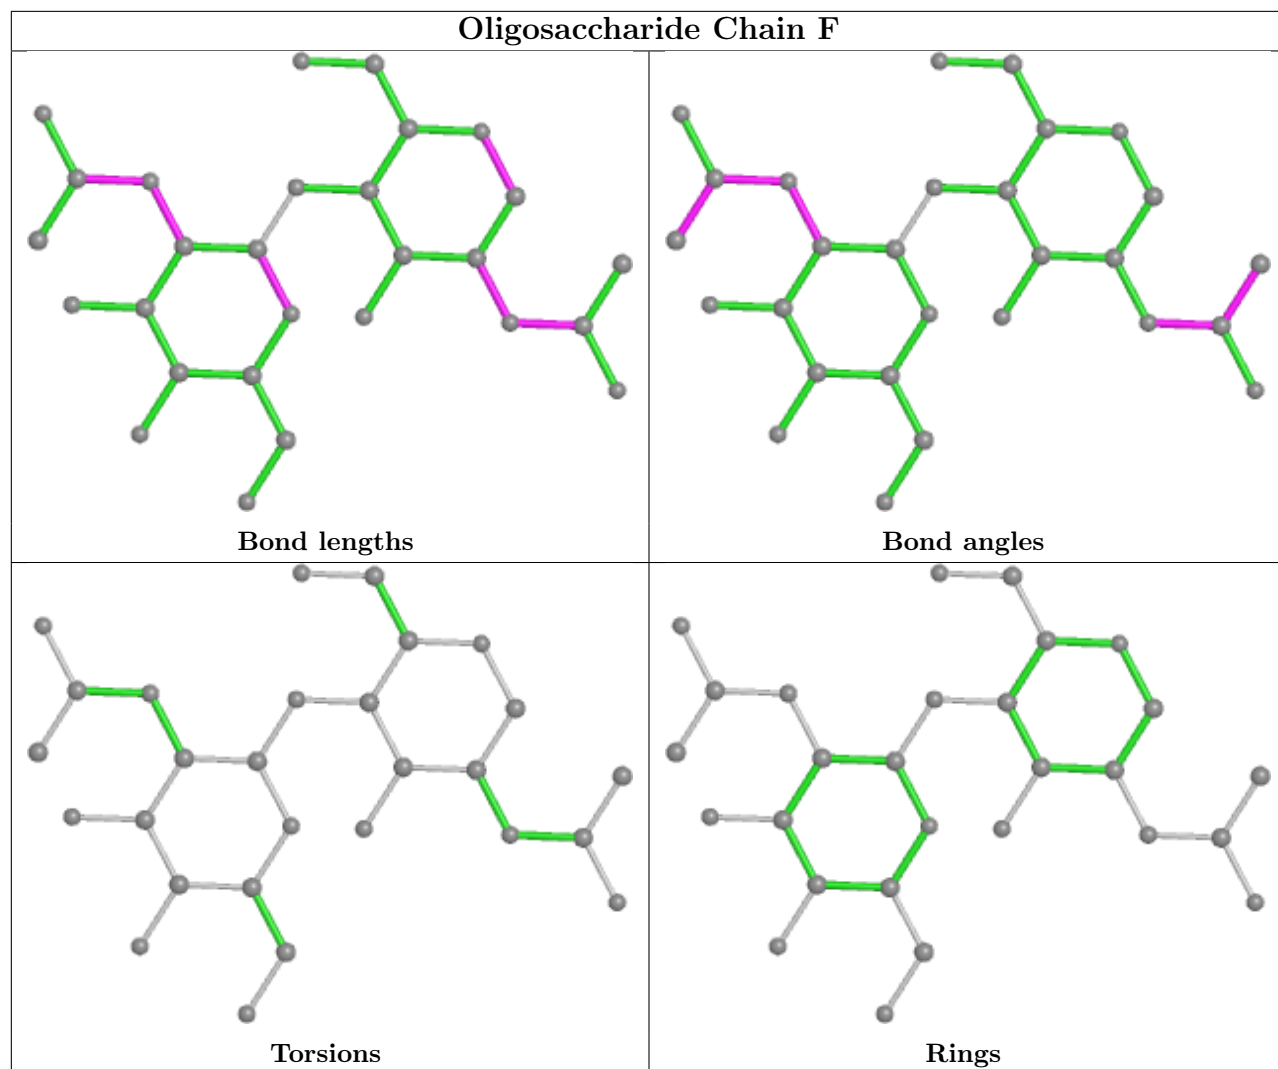 Oligosaccharide Chain F
Bond lengths
Bond angles
Torsions
Rings